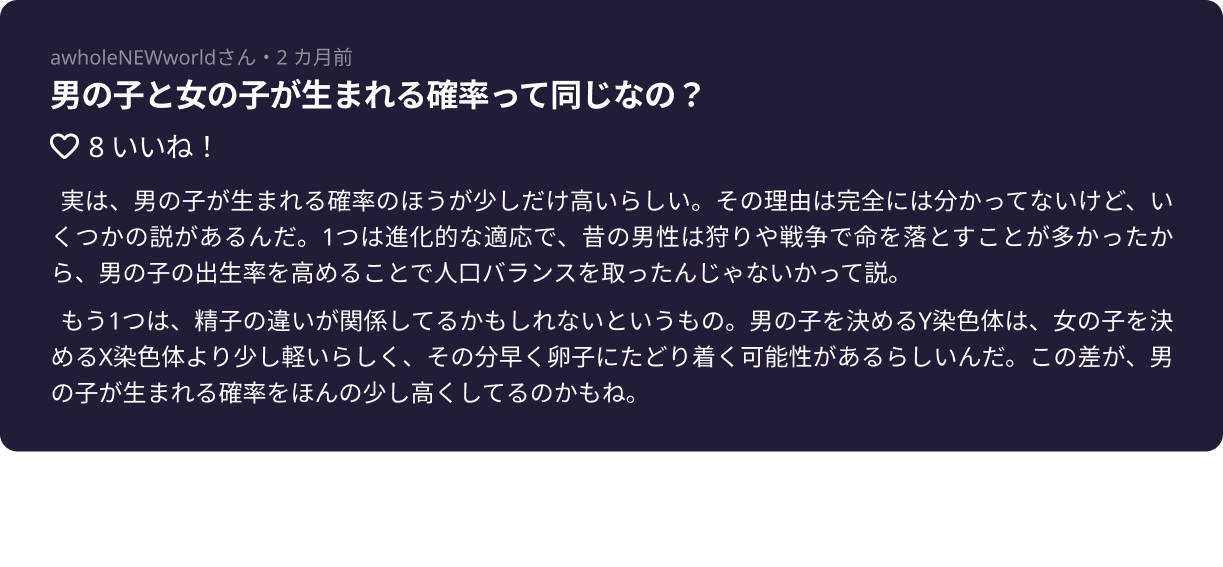 awholeNEWworldさん・2 カ月前
男の子と女の子が生まれる確率って同じなの？
8 いいね！
実は、男の子が生まれる確率のほうが少しだけ高いらしい。その理由は完全には分かってないけど、い
くつかの説があるんだ。1つは進化的な適応で、昔の男性は狩りや戦争で命を落とすことが多かったか
ら、男の子の出生率を高めることで人口バランスを取ったんじゃないかって説。
もう1つは、精子の違いが関係してるかもしれないというもの。男の子を決めるY染色体は、女の子を決
めるX染色体より少し軽いらしく、その分早く卵子にたどり着く可能性があるらしいんだ。この差が、男
の子が生まれる確率をほんの少し高くしてるのかもね。